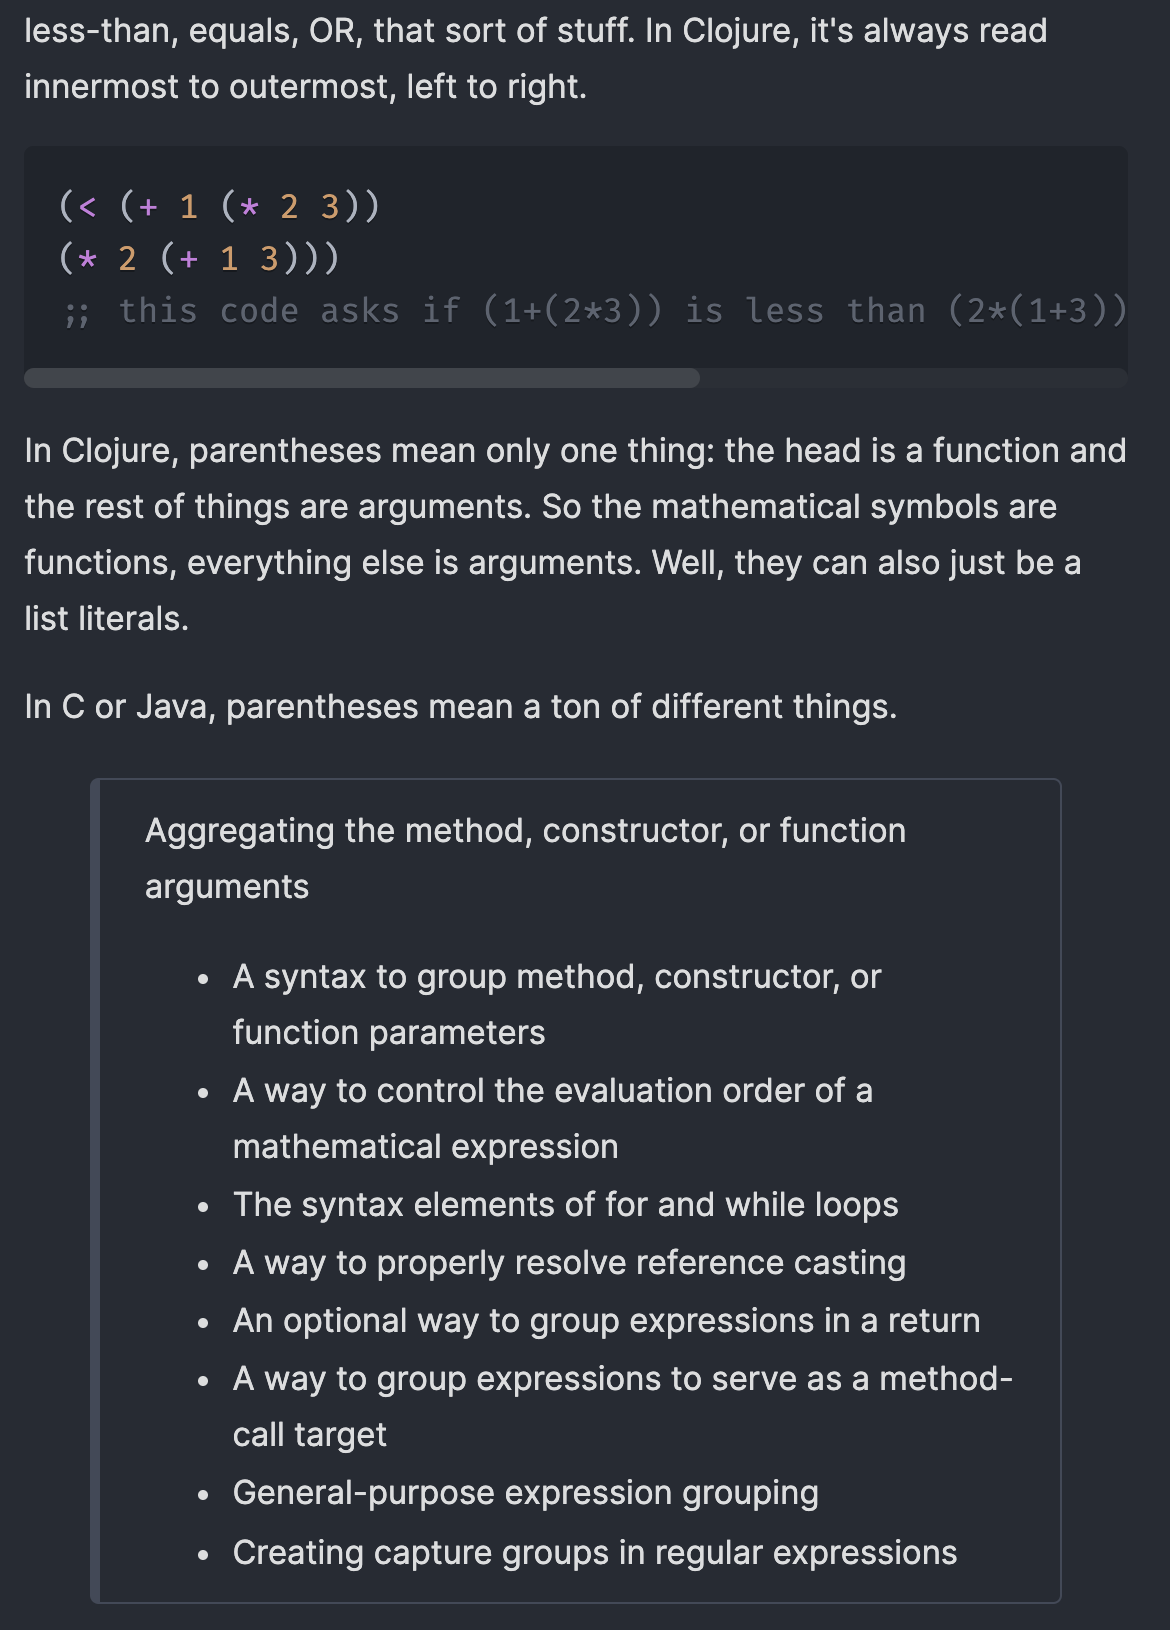 less-than, equals, OR, that sort of stuff. In Clojure, it's always read
innermost to outermost, left to right.
(< (+ 1 (* 2 3))
(* 2 (+ 1 3)))
;; this code asks if (1+(2*3)) is less than (2*(1+3))
In Clojure, parentheses mean only one thing: the head is a function and
the rest of things are arguments. So the mathematical symbols are
functions, everything else is arguments. Well, they can also just be a
list literals.
In C or Java, parentheses mean a ton of different things.
Aggregating the method, constructor, or function
arguments
• A syntax to group method, constructor, or
function parameters
• A way to control the evaluation order of a
mathematical expression
• The syntax elements of for and while loops
• A way to properly resolve reference casting
• An optional way to group expressions in a return
• A way to group expressions to serve as a method-
call target
• General-purpose expression grouping
• Creating capture groups in regular expressions